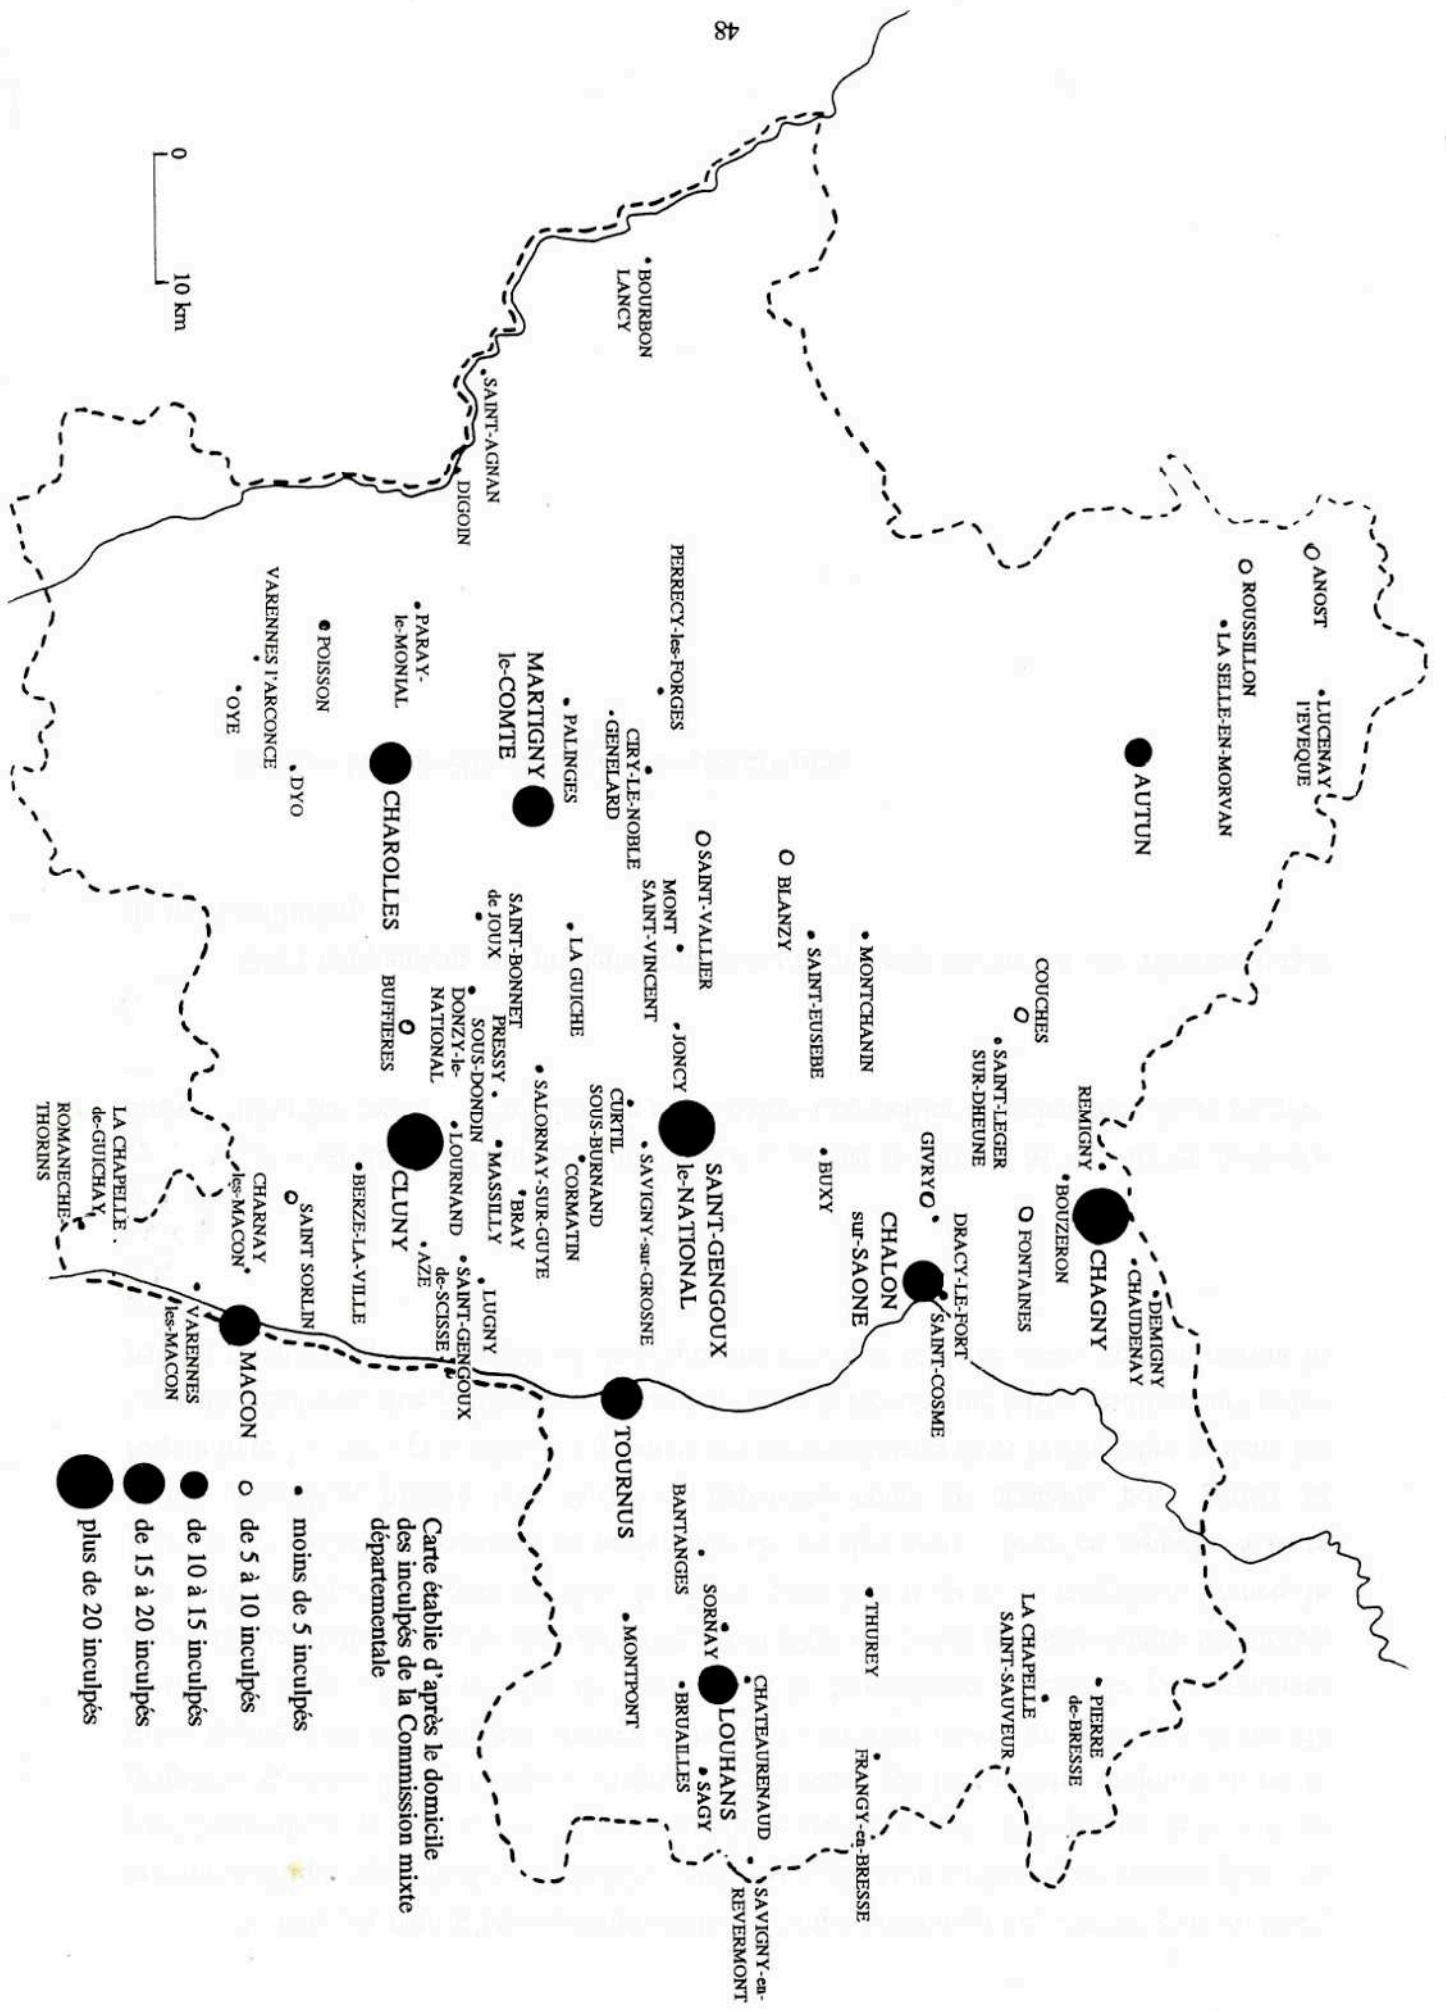 48
ANOST
LUCENAY
l'EVEQUE
ROUSSILLON
LA SELLE-EN-MORVAN
AUTUN
COUCHES
SAINT-LEGER
SUR-DHEUNE
REMIGNY
BOUZERON
CHAGNY
DEMIGNY
CHAUDENAY
FONTAINES
GIVRY
DRACY-LE-FORT
CHALON
sur-SAONE
SAINT-COSME
PIERRE
de-BRESSE
LA CHAPELLE
SAINT-SAUVEUR
THUREY
FRANGY-en-BRESSE
MONTCHANIN
SAINT-EUSEBE
BLANZY
BUXY
BOURBON
LANCY
PERRECY-les-FORGES
CIRY-LE-NOBLE
GENELARD
SAINT-VALLIER
MONT
SAINT-VINCENT
JONCY
SAINT-GENGOUX
le-NATIONAL
SAVIGNY-sur-GROSNE
CURTIL
SOUS-BURNAND
CORMATIN
TOURNUS
BANTANGES
SORNAY
CHATEAURENAUD
LOUHANS
BRUAILLES
SAGY
MONTPONT
SAVIGNY-en-
REVERMONT
SAINT-AGNAN
DIGOIN
PALINGES
MARTIGNY
le-COMTE
LA GUICHE
SAINT-BONNET
de JOUX
SALORNAY-SUR-GUYE
PRESSY
SOUS-DONDIN
MASSILLY
BRAY
DONZY-le-
NATIONAL
LOURNAND
LUGNY
SAINT-GENGOUX
de-SCISSE
AZE
PARAY-
le-MONIAL
CHAROLLES
BUFFIERES
CLUNY
BERZE-LA-VILLE
POISSON
VARENNES l'ARCONCE
DYO
OYE
SAINT SORLIN
CHARNAY
les-MACON
MACON
VARENNES
les-MACON
LA CHAPELLE
de-GUICHAY
ROMANECHE-
THORINS
0 10 km
Carte établie d'après le domicile
des inculpés de la Commission mixte
départementale
moins de 5 inculpés
de 5 à 10 inculpés
de 10 à 15 inculpés
de 15 à 20 inculpés
plus de 20 inculpés